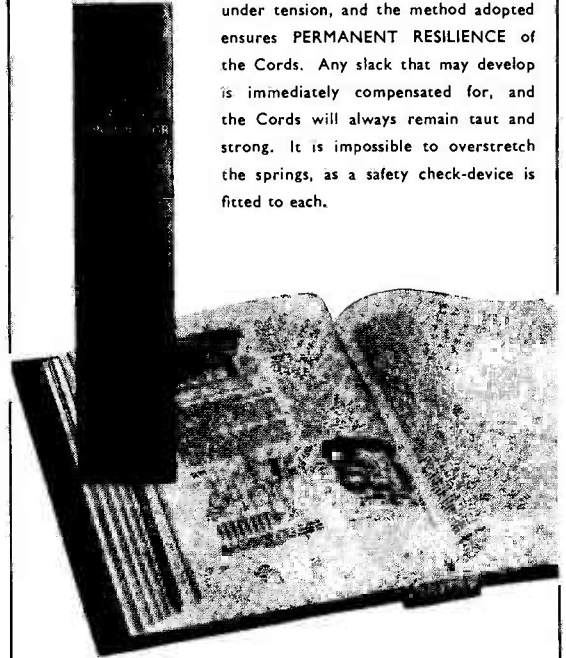 under tension, and the method adopted
ensures PERMANENT RESILIENCE of
the Cords. Any slack that may develop
is immediately compensated for, and
the Cords will always remain taut and
strong. It is impossible to overstretch
the springs, as a safety check-device is
fitted to each.